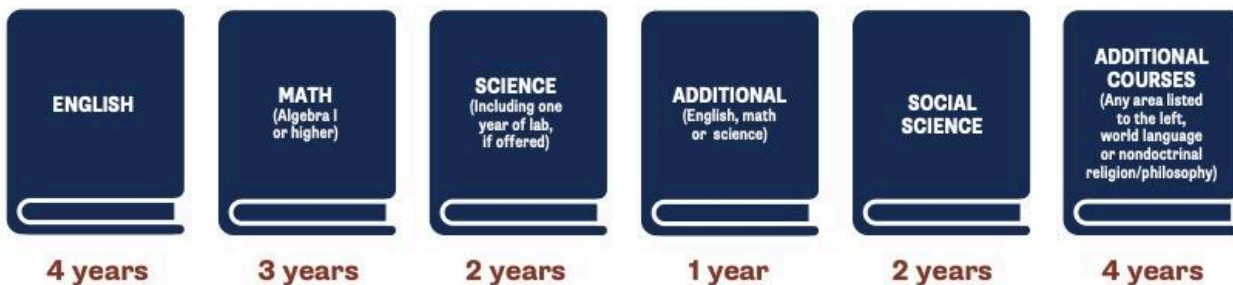 ENGLISH
MATH
(Algebra I
or higher)
SCIENCE
(Including one
year of lab,
if offered)
ADDITIONAL
(English, math
or science)
SOCIAL
SCIENCE
ADDITIONAL
COURSES
(Any area listed
to the left,
world language
or nondoctrinal
religion/philosophy)
4 years
3 years
2 years
1 year
2 years
4 years